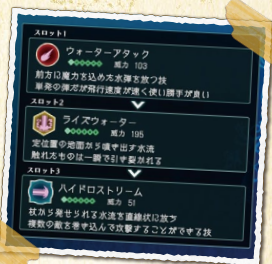 スロット1
ウォーターアタック
威力 103
前方に魔力を込めた水弾を放つ技
単発の弾だが飛行速度が速く使い勝手が良い
スロット2
ライズウォーター
威力 195
定位置の地面から噴き出す水流
触れたものは一瞬で引き裂かれる
スロット3
ハイドロストリーム
威力 51
杖から発せられる水流を直線状に放ち
複数の敵を巻き込んで攻撃することができる技